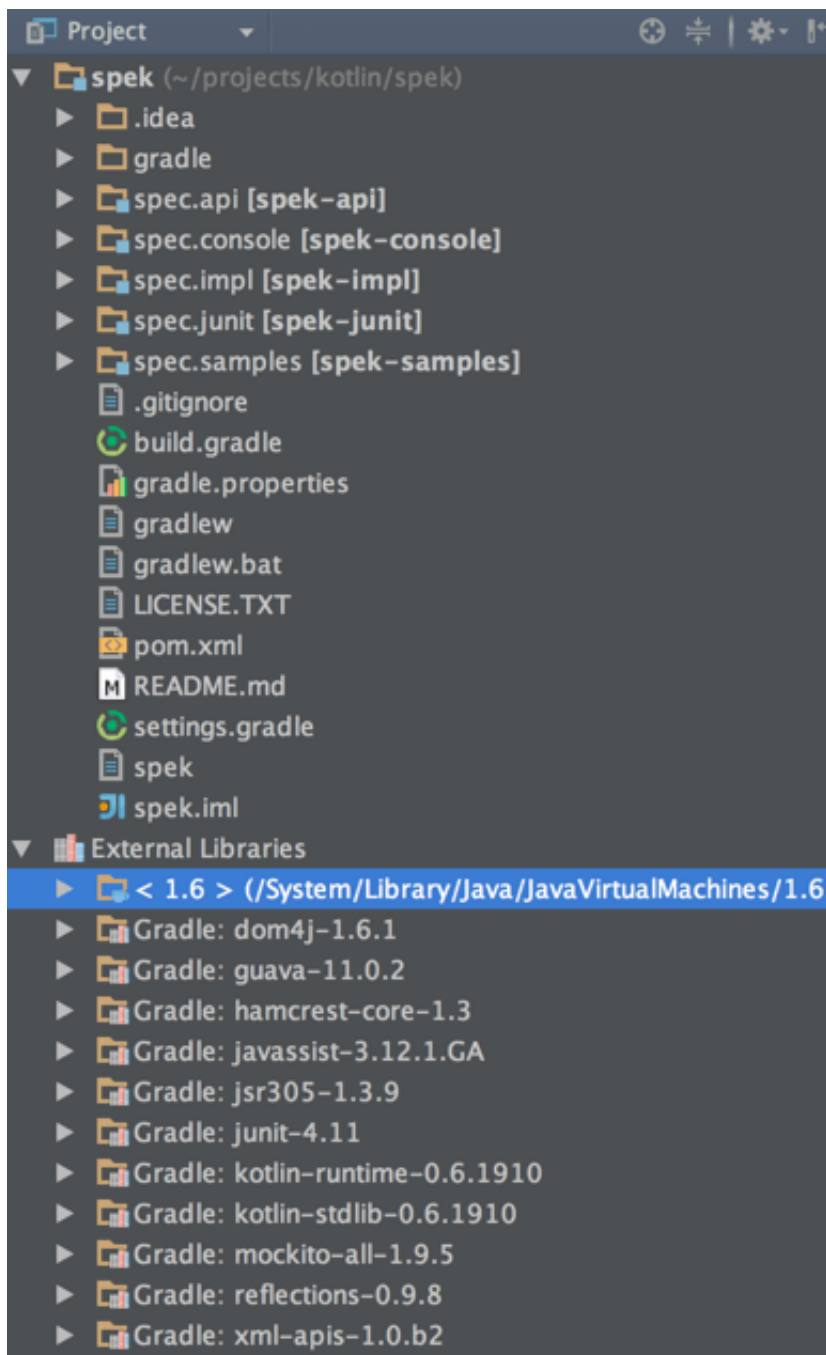 Project
spek (~/projects/kotlin/spek)
.idea
gradle
spec.api [spek-api]
spec.console [spek-console]
spec.impl [spek-impl]
spec.junit [spek-junit]
spec.samples [spek-samples]
.gitignore
build.gradle
gradle.properties
gradlew
gradlew.bat
LICENSE.TXT
pom.xml
README.md
settings.gradle
spek
spek.iml
External Libraries
< 1.6 > (/System/Library/Java/JavaVirtualMachines/1.6
Gradle: dom4j-1.6.1
Gradle: guava-11.0.2
Gradle: hamcrest-core-1.3
Gradle: javassist-3.12.1.GA
Gradle: jsr305-1.3.9
Gradle: junit-4.11
Gradle: kotlin-runtime-0.6.1910
Gradle: kotlin-stdlib-0.6.1910
Gradle: mockito-all-1.9.5
Gradle: reflections-0.9.8
Gradle: xml-apis-1.0.b2